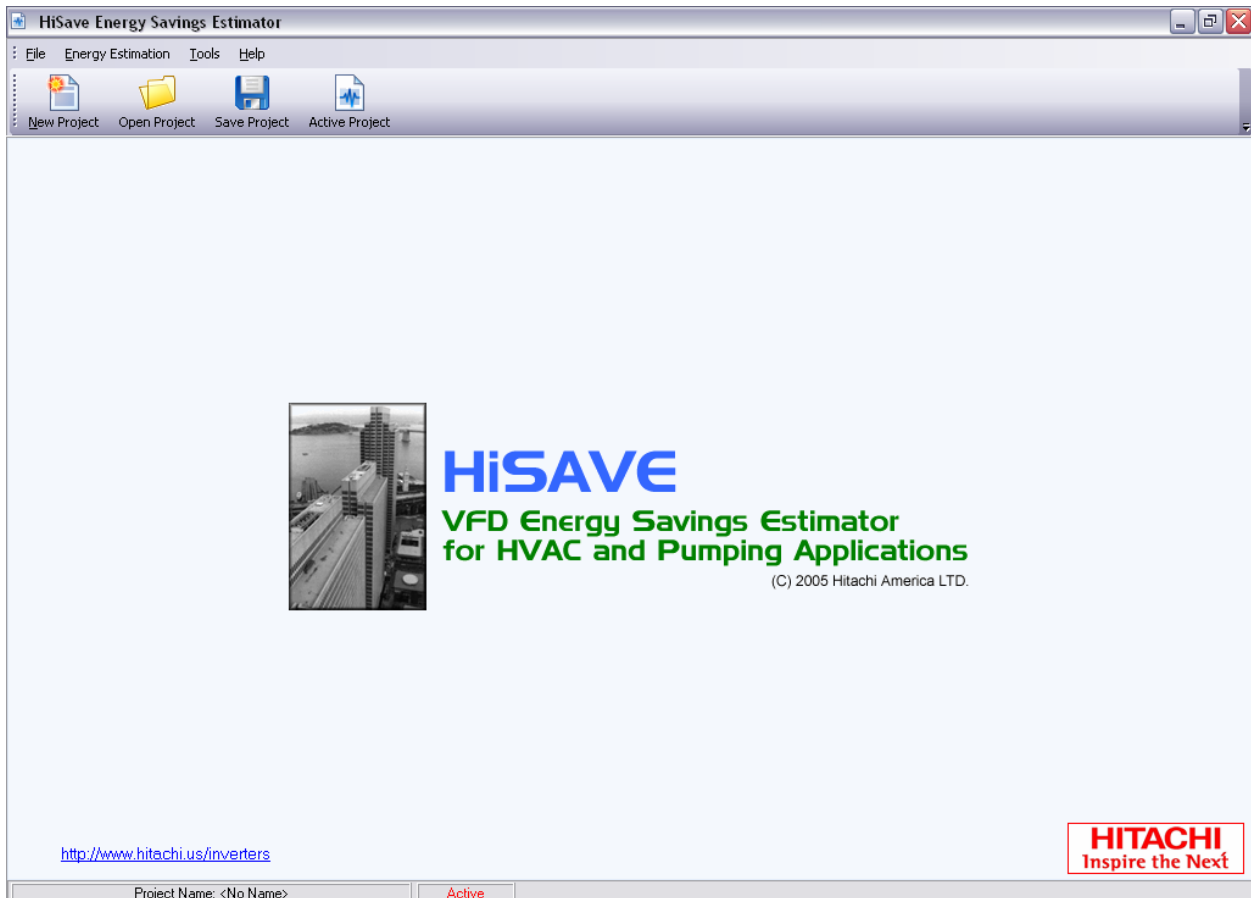 HiSave Energy Savings Estimator
File Energy Estimation Tools Help
New Project Open Project Save Project Active Project
HiSAVE
VFD Energy Savings Estimator
for HVAC and Pumping Applications
(C) 2005 Hitachi America LTD.
http://www.hitachi.us/inverters
HITACHI
Inspire the Next
Project Name: <No Name> Active